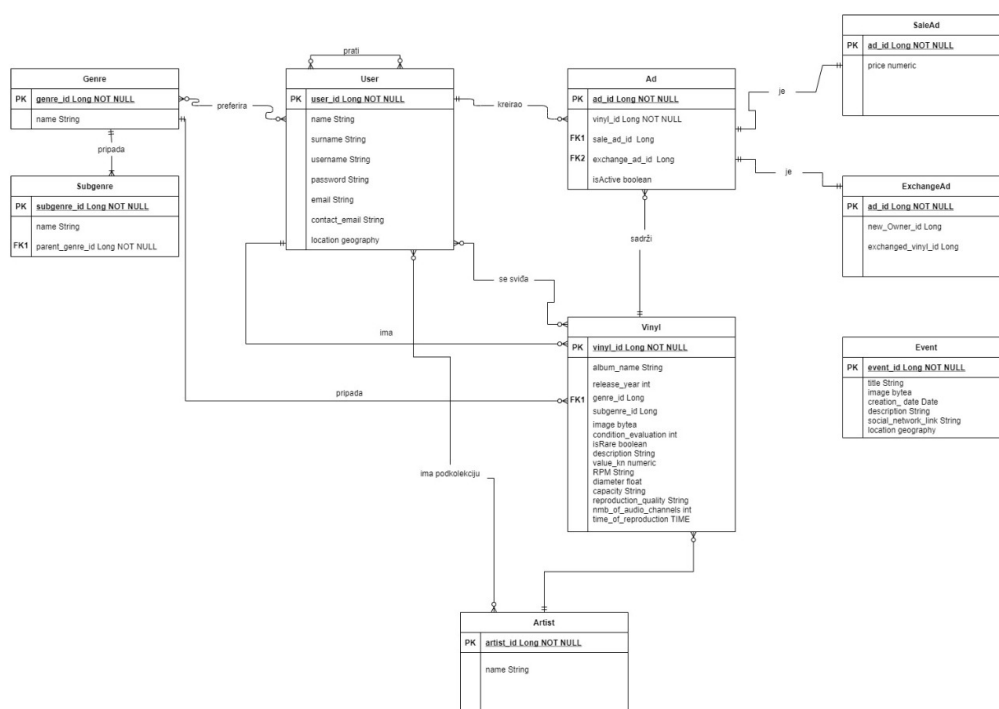 SaleAd
PK ad_id Long NOT NULL
price numeric
prati
Genre
PK genre_id Long NOT NULL
name String
preferira
User
PK user_id Long NOT NULL
name String
surname String
username String
password String
email String
contact_email String
location geography
kreirao
Ad
PK ad_id Long NOT NULL
vinyl_id Long NOT NULL
FK1 sale_ad_id Long
FK2 exchange_ad_id Long
isActive boolean
je
je
pripada
Subgenre
PK subgenre_id Long NOT NULL
name String
FK1 parent_genre_id Long NOT NULL
ExchangeAd
PK ad_id Long NOT NULL
new_Owner_id Long
exchanged_vinyl_id Long
sadrži
se sviđa
ima
pripada
Vinyl
PK vinyl_id Long NOT NULL
album_name String
release_year int
FK1 genre_id Long
subgenre_id Long
image bytea
condition_evaluation int
isRare boolean
description String
value_kn numeric
RPM String
diameter float
capacity String
reproduction_quality String
nmb_of_audio_channels int
time_of_reproduction TIME
Event
PK event_id Long NOT NULL
title String
image bytea
creation_ date Date
description String
social_network_link String
location geography
ima podkolekciju
Artist
PK artist_id Long NOT NULL
name String